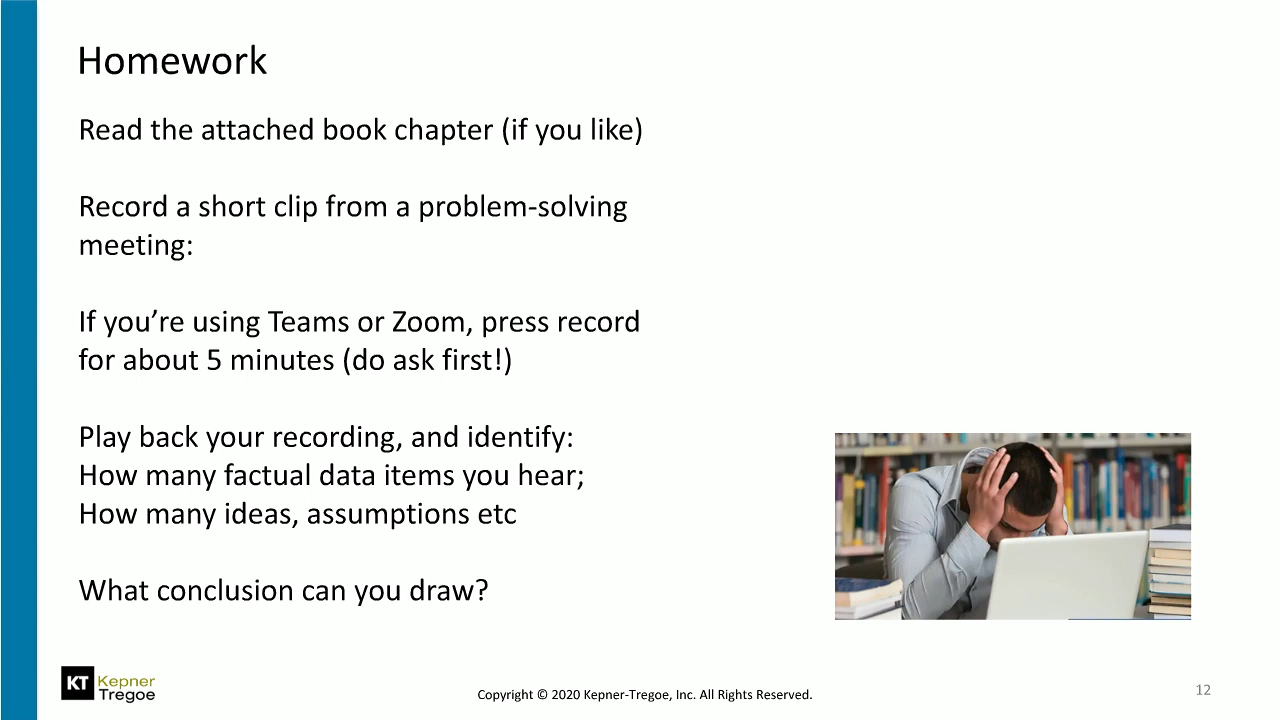 Homework
Read the attached book chapter (if you like)
Record a short clip from a problem-solving
meeting:
If you’re using Teams or Zoom, press record
for about 5 minutes (do ask first!)
Play back your recording, and identify:
How many factual data items you hear;
How many ideas, assumptions etc
What conclusion can you draw?
KT Kepner
Tregoe
Copyright © 2020 Kepner-Tregoe, Inc. All Rights Reserved.
12